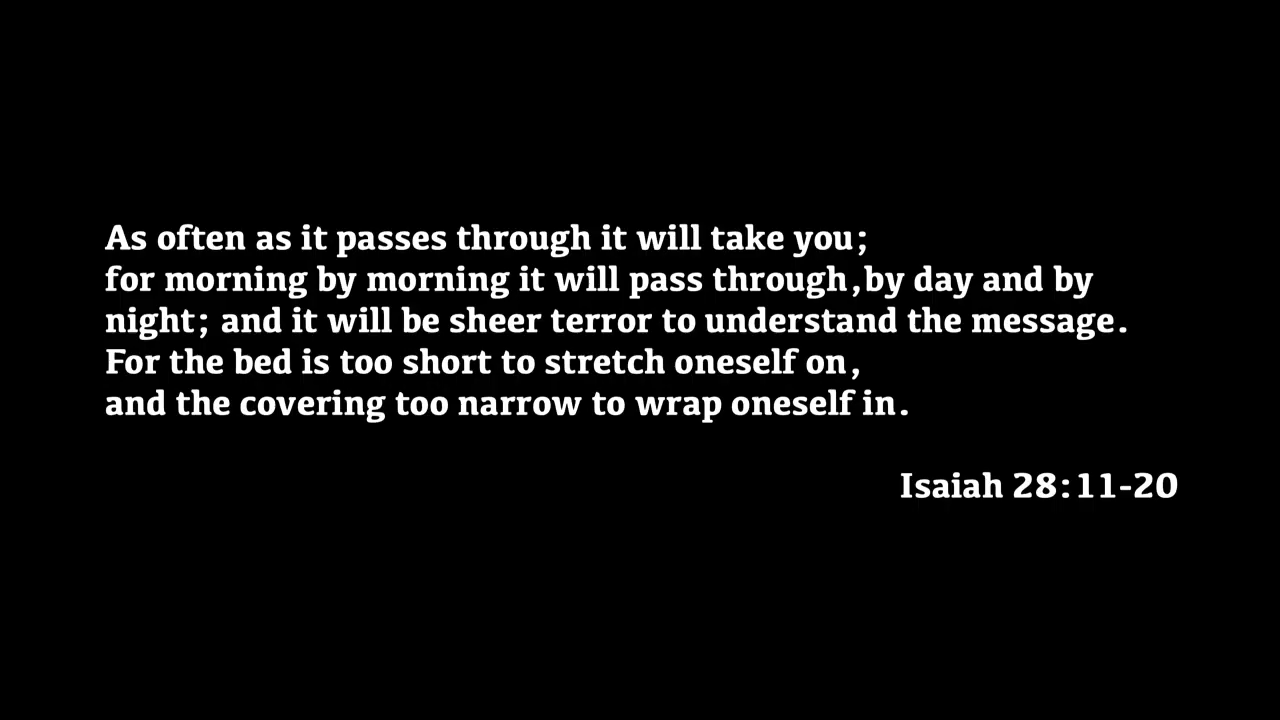 As often as it passes through it will take you;
for morning by morning it will pass through,by day and by
night; and it will be sheer terror to understand the message.
For the bed is too short to stretch oneself on,
and the covering too narrow to wrap oneself in.
Isaiah 28:11-20